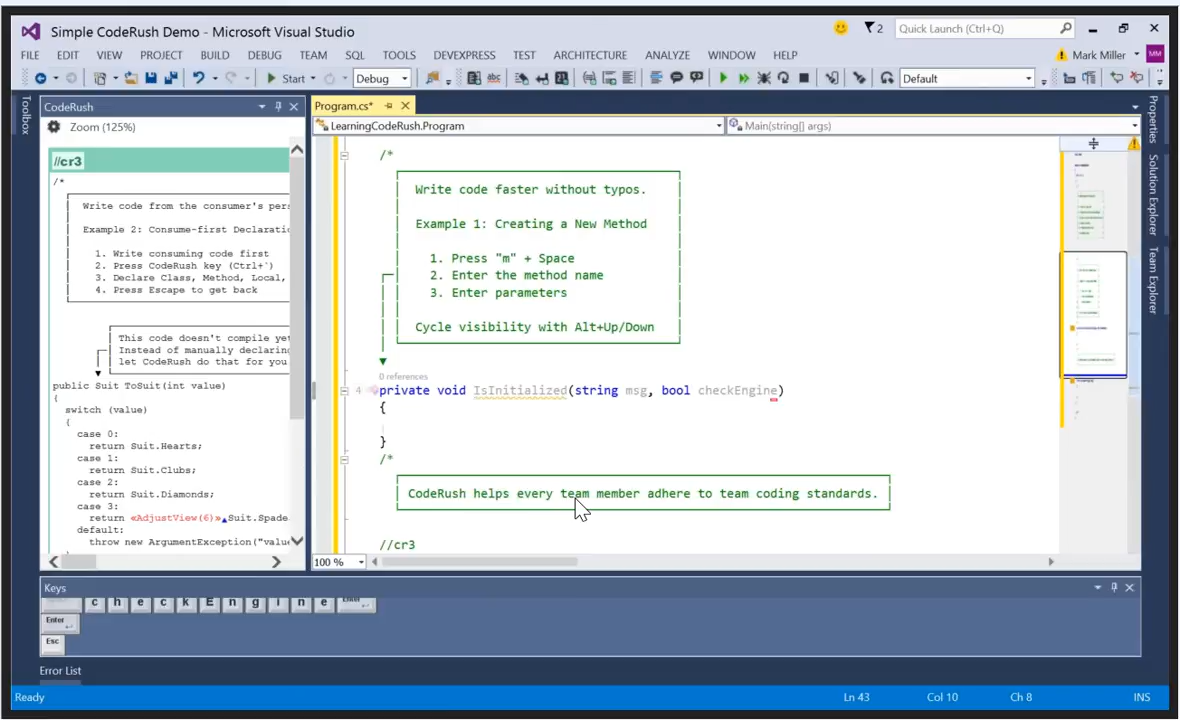 Simple CodeRush Demo - Microsoft Visual Studio
2
Quick Launch (Ctrl+Q)
FILE EDIT VIEW PROJECT BUILD DEBUG TEAM SQL TOOLS DEVEXPRESS TEST ARCHITECTURE ANALYZE WINDOW HELP
Mark Miller
MM
Start
Debug
abc
Default
Toolbox
CodeRush
Zoom (125%)
//cr3
/*
Write code from the consumer's pers
Example 2: Consume-first Declaratio
1. Write consuming code first
2. Press CodeRush key (Ctrl+`)
3. Declare Class, Method, Local,
4. Press Escape to get back
This code doesn't compile yet
Instead of manually declaring
let CodeRush do that for you
public Suit ToSuit(int value)
{
switch (value)
{
case 0:
return Suit.Hearts;
case 1:
return Suit.Clubs;
case 2:
return Suit.Diamonds;
case 3:
return «AdjustView(6)»Suit.Spade
default:
throw new ArgumentException("value
Program.cs*
LearningCodeRush.Program
Main(string[] args)
/*
Write code faster without typos.
Example 1: Creating a New Method
1. Press "m" + Space
2. Enter the method name
3. Enter parameters
Cycle visibility with Alt+Up/Down
0 references
4
private void IsInitialized(string msg, bool checkEngine)
{
}
/*
CodeRush helps every team member adhere to team coding standards.
//cr3
100 %
Properties
Solution Explorer
Team Explorer
Keys
c h e c k E n g i n e Enter
Enter
Esc
Error List
Ready
Ln 43
Col 10
Ch 8
INS